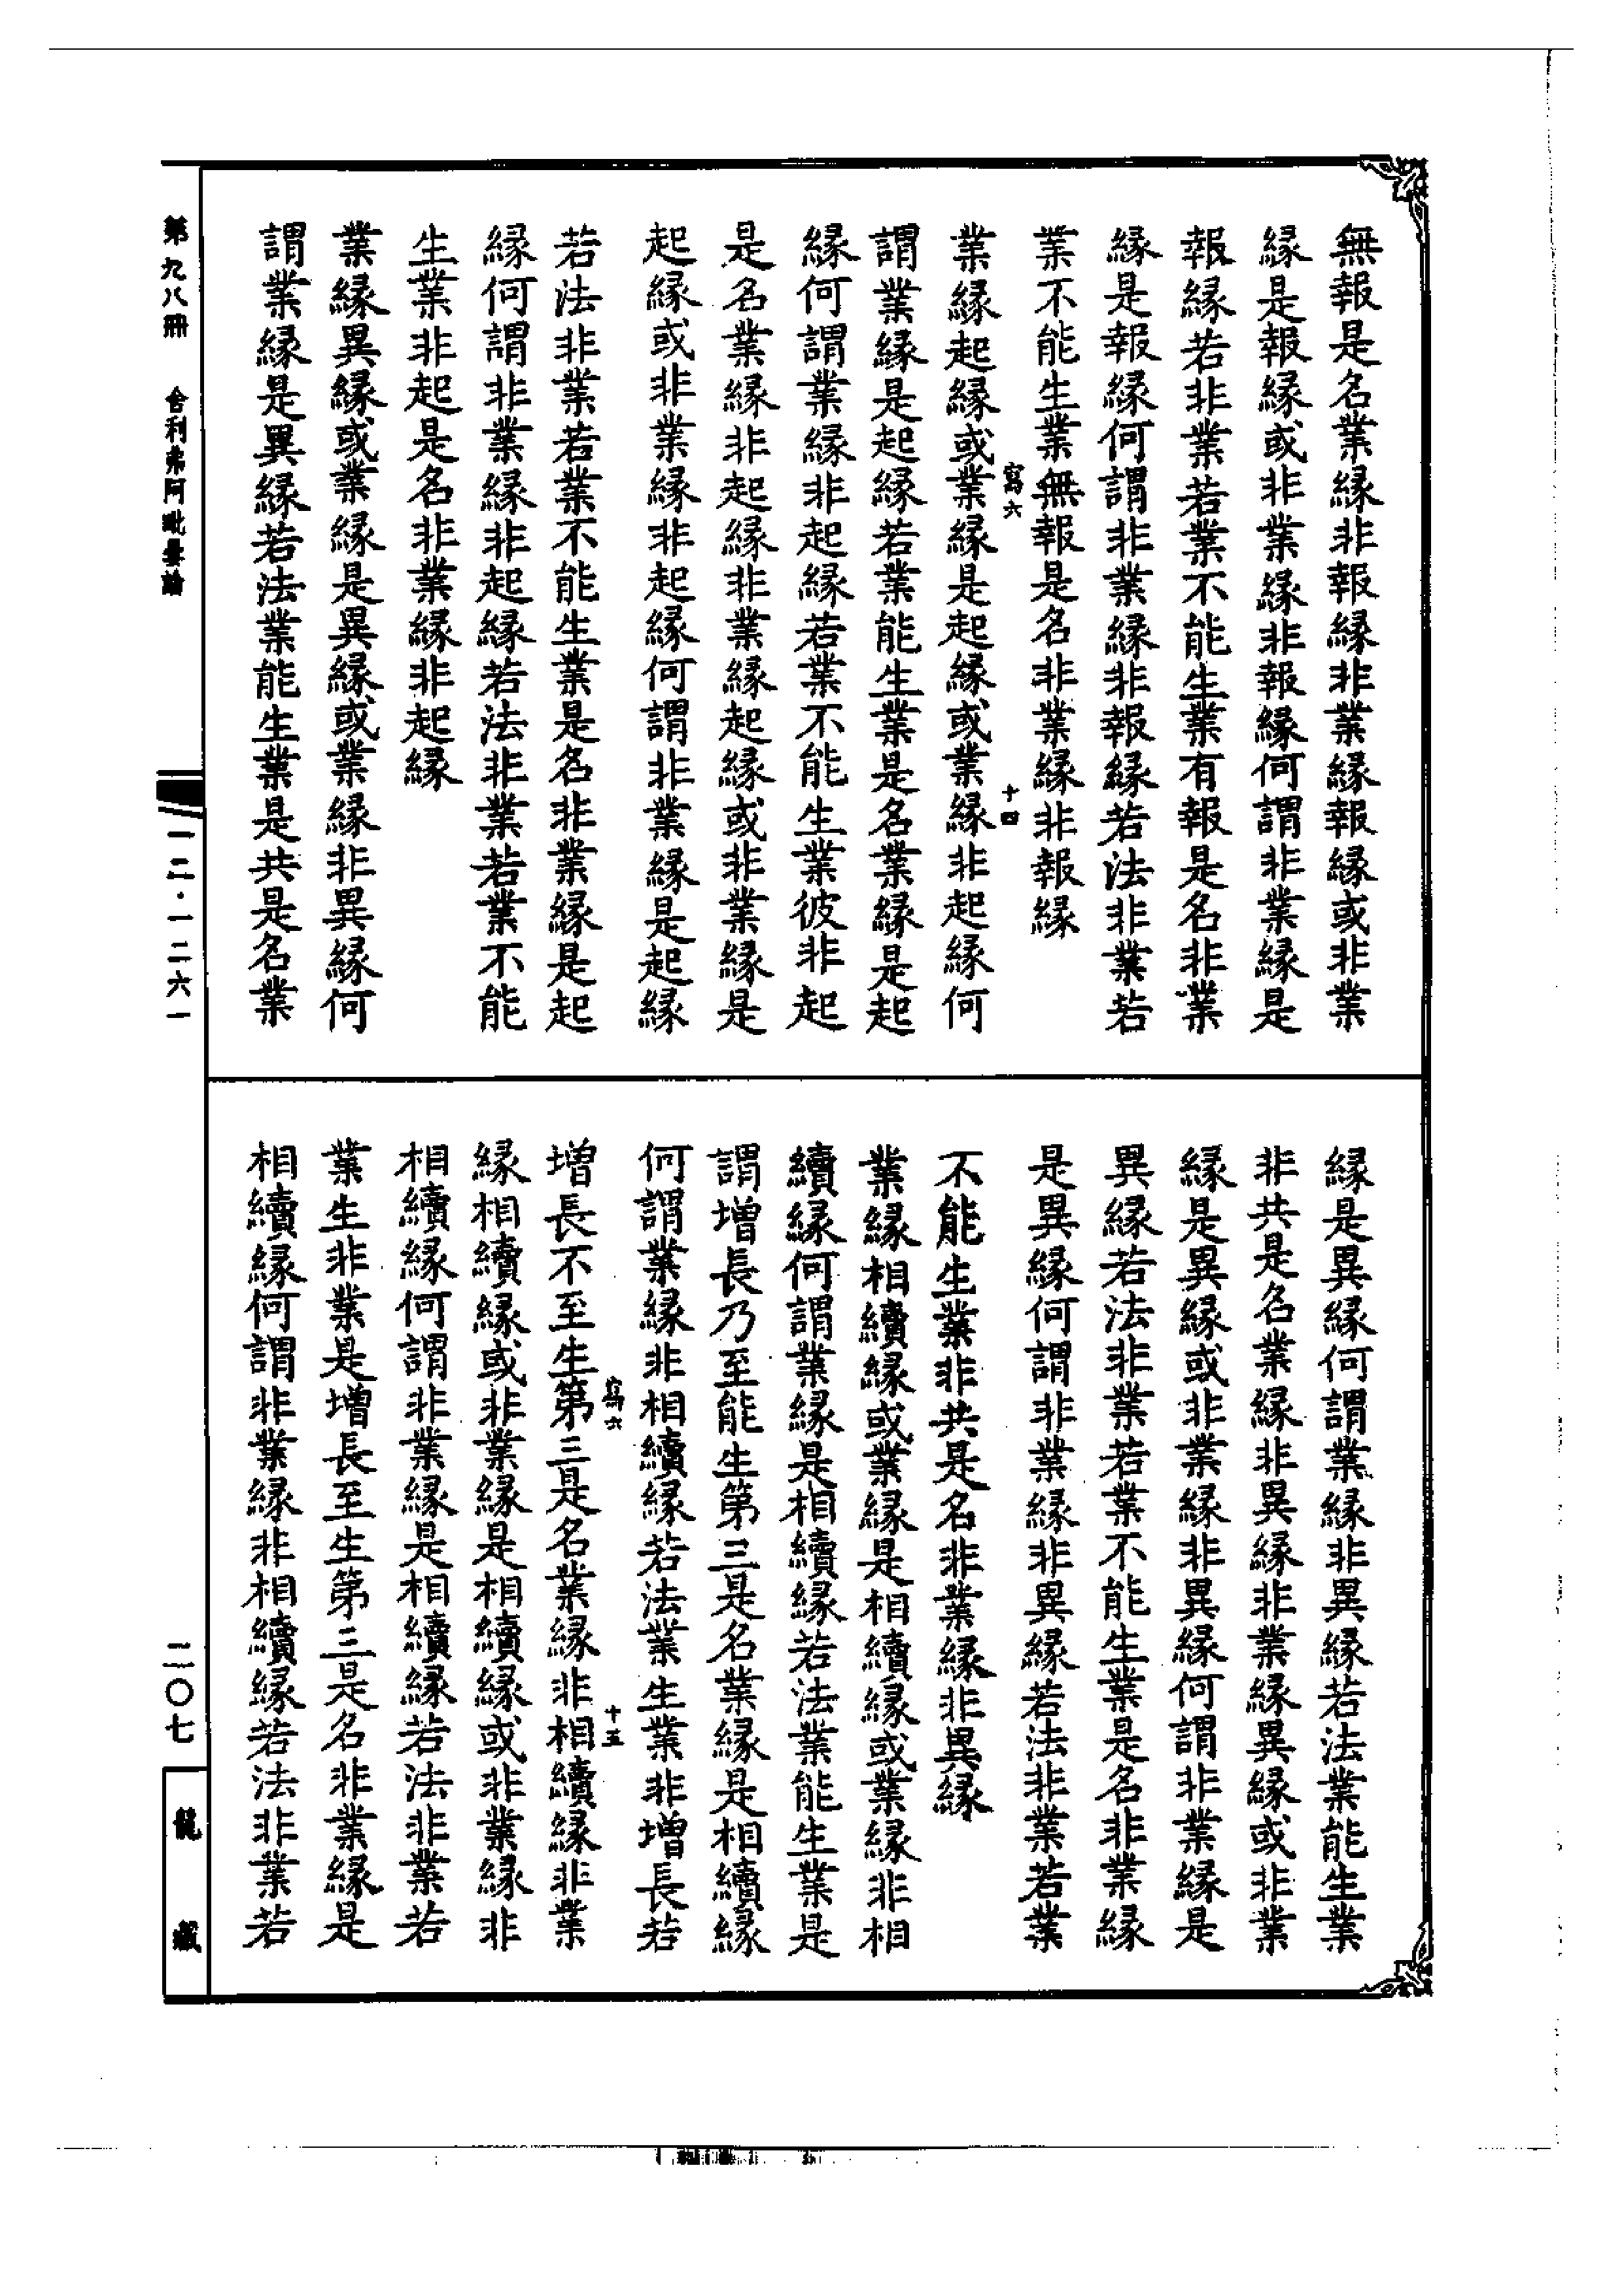 無報是名業緣非報緣非業緣報緣或非業
緣是報緣或非業緣非報緣何謂非業緣是
報緣若非業若業不能生業有報是名非業
緣是報緣何謂非業緣非報緣若法非業若
業不能生業無報是名非業緣非報緣
寫六
十四
業緣起緣或業緣是起緣或業緣非起緣何
謂業緣是起緣若業能生業是名業緣是起
緣何謂業緣非起緣若業不能生業彼非起
是名業緣非起緣非業緣起緣或非業緣是
起緣或非業緣非起緣何謂非業緣是起緣
若法非業若業不能生業是名非業緣是起
緣何謂非業緣非起緣若法非業若業不能
生業非起是名非業緣非起緣
業緣異緣或業緣是異緣或業緣非異緣何
謂業緣是異緣若法業能生業是共是名業
緣是異緣何謂業緣非異緣若法業能生業
非共是名業緣非異緣非業緣異緣或非業
緣是異緣或非業緣非異緣何謂非業緣是
異緣若法非業若業不能生業是名非業緣
是異緣何謂非業緣非異緣若法非業若業
不能生業非共是名非業緣非異緣
業緣相續緣或業緣是相續緣或業緣非相
續緣何謂業緣是相續緣若法業能生業是
謂增長乃至能生第三是名業緣是相續緣
何謂業緣非相續緣若法業生業非增長若
寫六
十五
增長不至生第三是名業緣非相續緣非業
緣相續緣或非業緣是相續緣或非業緣非
相續緣何謂非業緣是相續緣若法非業若
業生非業是增長至生第三是名非業緣是
相續緣何謂非業緣非相續緣若法非業若
第九八冊 舍利弗阿毗曇論
一二·一二六一
二〇七
龍藏